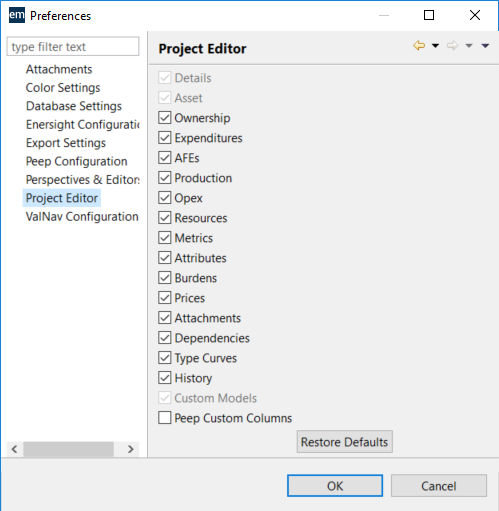 em Preferences
type filter text
Attachments
Color Settings
Database Settings
Enersight Configuratio
Export Settings
Peep Configuration
Perspectives & Editors
Project Editor
ValNav Configuration
Project Editor
Details
Asset
Ownership
Expenditures
AFEs
Production
Opex
Resources
Metrics
Attributes
Burdens
Prices
Attachments
Dependencies
Type Curves
History
Custom Models
Peep Custom Columns
Restore Defaults
OK
Cancel